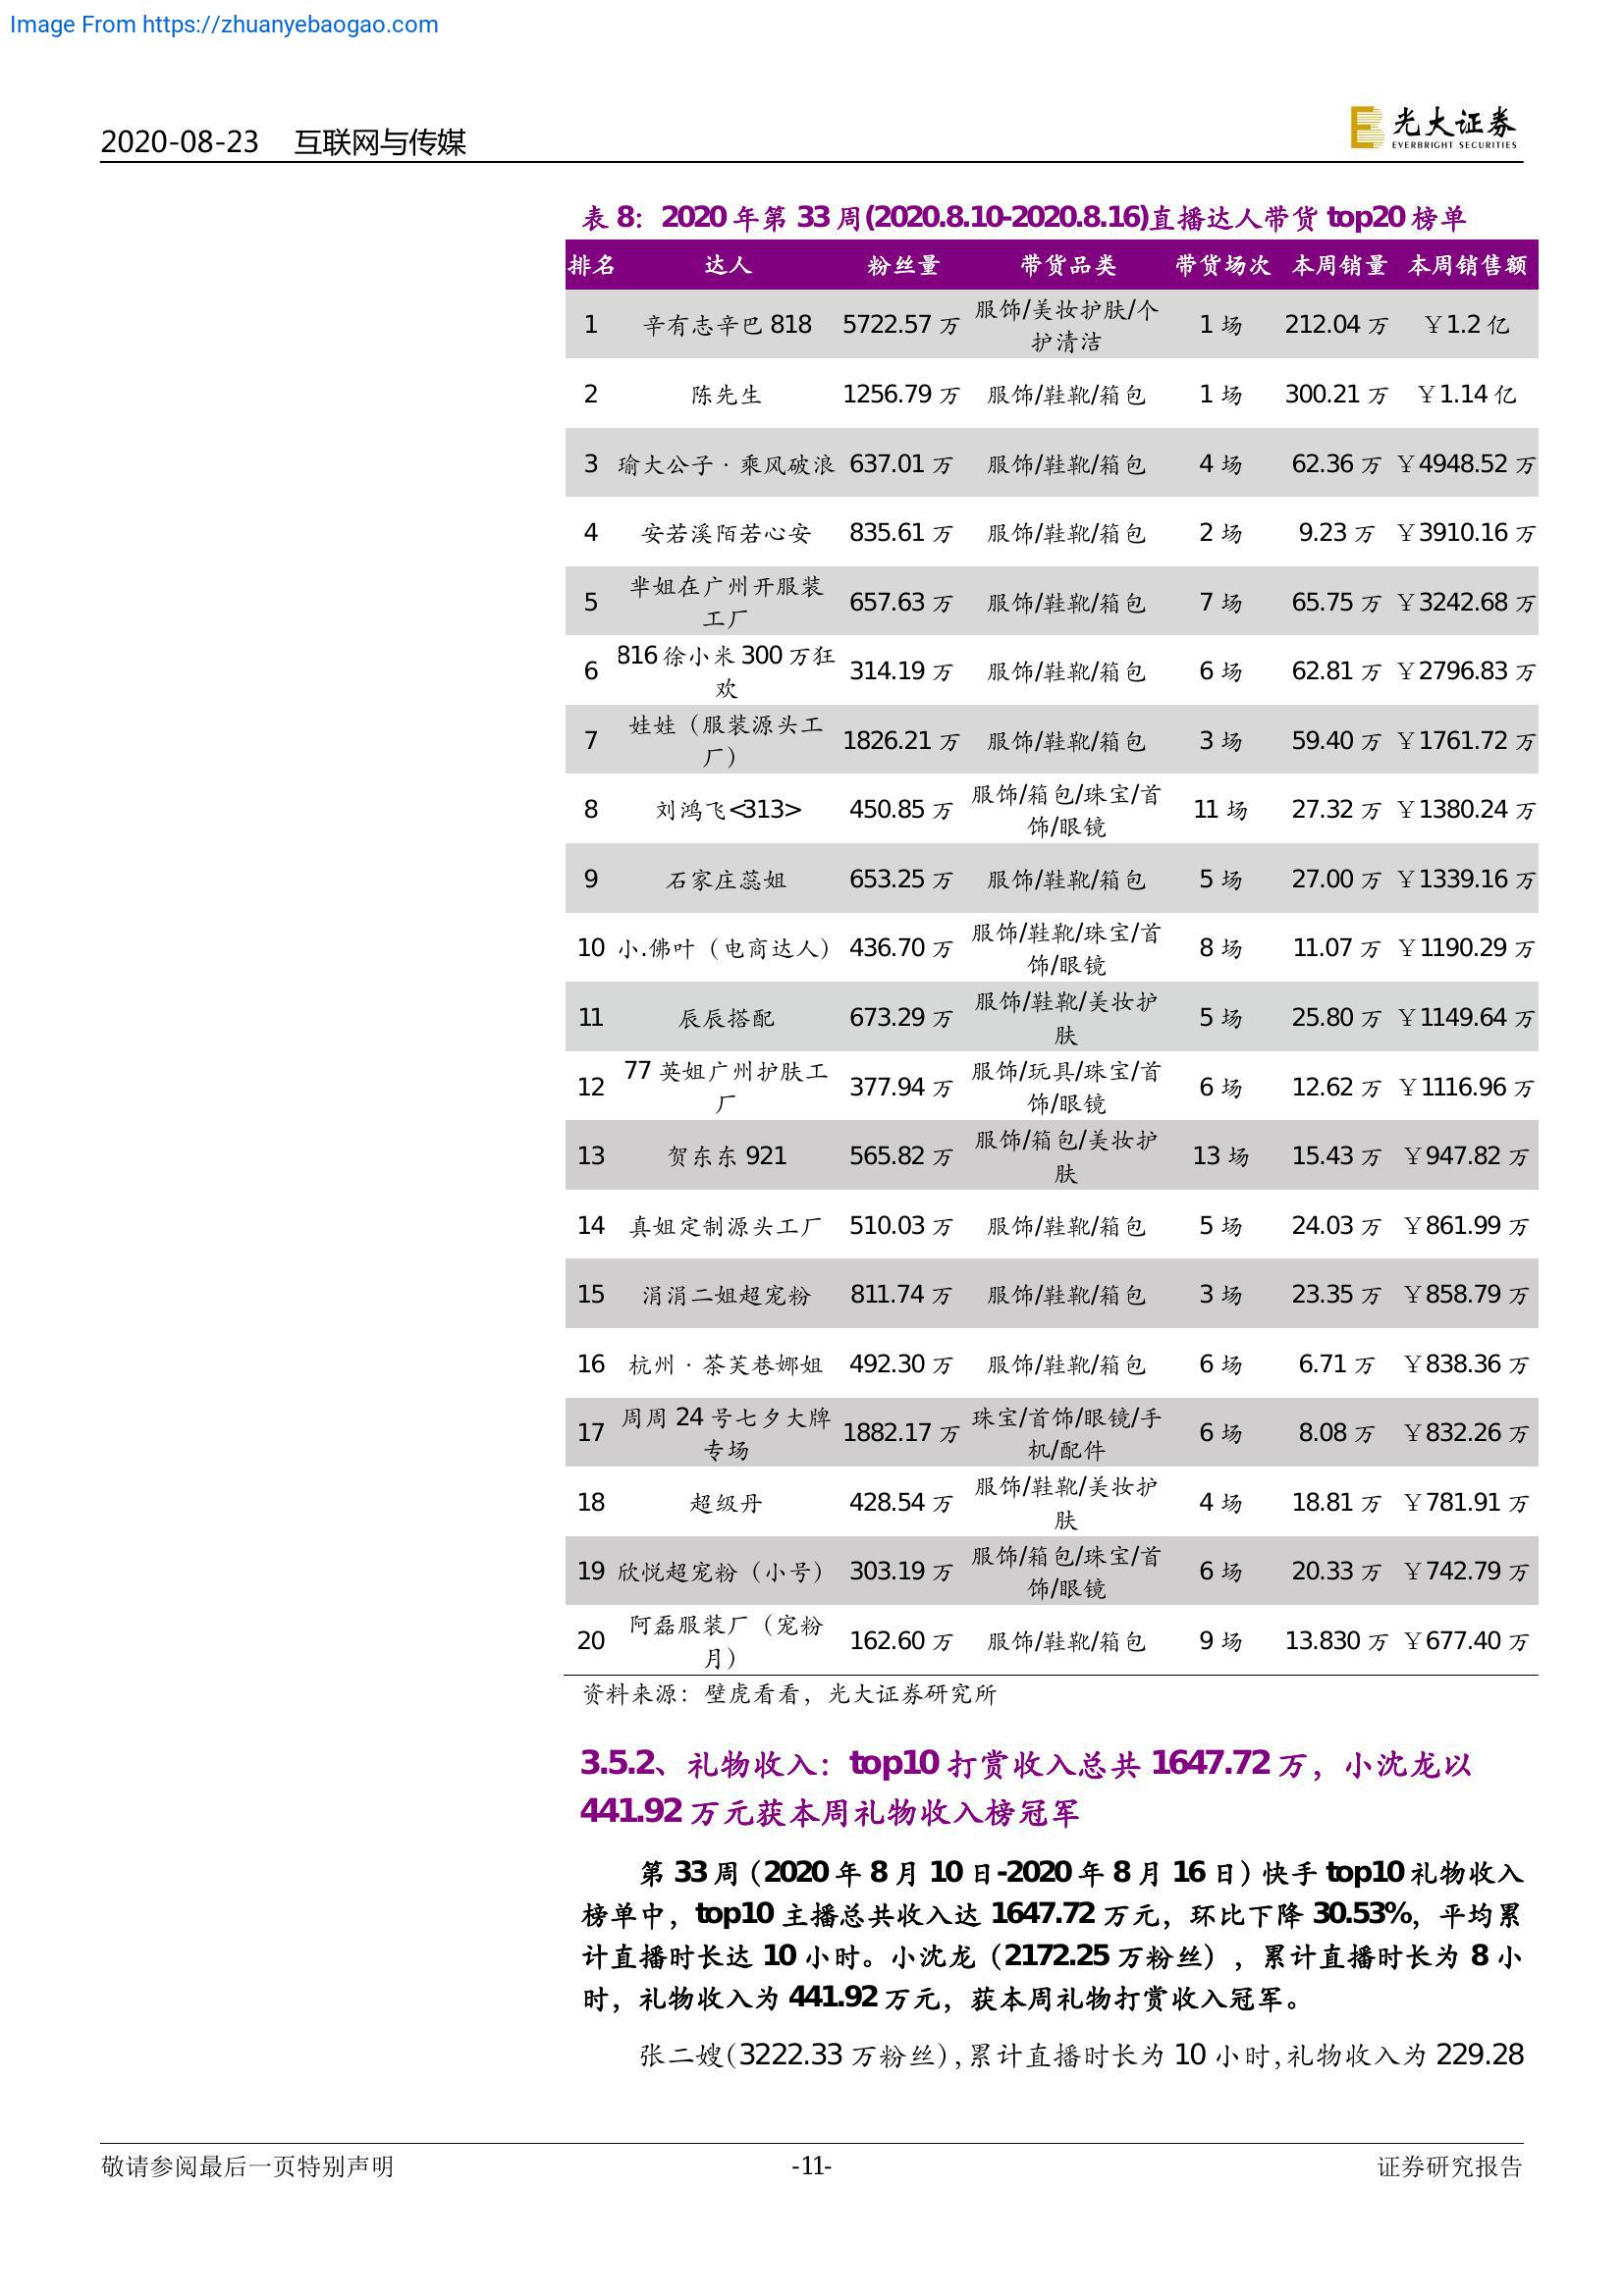 Image From https://zhuanyebaogao.com
2020-08-23 互联网与传媒
光大证券
EVERBRIGHT SECURITIES
表 8：2020 年第 33 周(2020.8.10-2020.8.16)直播达人带货 top20 榜单
排名 达人 粉丝量 带货品类 带货场次 本周销量 本周销售额
1 辛有志辛巴 818 5722.57 万 服饰/美妆护肤/个
护清洁 1 场 212.04 万 ￥1.2 亿
2 陈先生 1256.79 万 服饰/鞋靴/箱包 1 场 300.21 万 ￥1.14 亿
3 瑜大公子·乘风破浪 637.01 万 服饰/鞋靴/箱包 4 场 62.36 万 ￥4948.52 万
4 安若溪陌若心安 835.61 万 服饰/鞋靴/箱包 2 场 9.23 万 ￥3910.16 万
5 芈姐在广州开服装
工厂 657.63 万 服饰/鞋靴/箱包 7 场 65.75 万 ￥3242.68 万
6 816 徐小米 300 万狂
欢 314.19 万 服饰/鞋靴/箱包 6 场 62.81 万 ￥2796.83 万
7 娃娃（服装源头工
厂） 1826.21 万 服饰/鞋靴/箱包 3 场 59.40 万 ￥1761.72 万
8 刘鸿飞<313> 450.85 万 服饰/箱包/珠宝/首
饰/眼镜 11 场 27.32 万 ￥1380.24 万
9 石家庄蕊姐 653.25 万 服饰/鞋靴/箱包 5 场 27.00 万 ￥1339.16 万
10 小.佛叶（电商达人） 436.70 万 服饰/鞋靴/珠宝/首
饰/眼镜 8 场 11.07 万 ￥1190.29 万
11 辰辰搭配 673.29 万 服饰/鞋靴/美妆护
肤 5 场 25.80 万 ￥1149.64 万
12 77 英姐广州护肤工
厂 377.94 万 服饰/玩具/珠宝/首
饰/眼镜 6 场 12.62 万 ￥1116.96 万
13 贺东东 921 565.82 万 服饰/箱包/美妆护
肤 13 场 15.43 万 ￥947.82 万
14 真姐定制源头工厂 510.03 万 服饰/鞋靴/箱包 5 场 24.03 万 ￥861.99 万
15 涓涓二姐超宠粉 811.74 万 服饰/鞋靴/箱包 3 场 23.35 万 ￥858.79 万
16 杭州·茶芙巷娜姐 492.30 万 服饰/鞋靴/箱包 6 场 6.71 万 ￥838.36 万
17 周周 24 号七夕大牌
专场 1882.17 万 珠宝/首饰/眼镜/手
机/配件 6 场 8.08 万 ￥832.26 万
18 超级丹 428.54 万 服饰/鞋靴/美妆护
肤 4 场 18.81 万 ￥781.91 万
19 欣悦超宠粉（小号） 303.19 万 服饰/箱包/珠宝/首
饰/眼镜 6 场 20.33 万 ￥742.79 万
20 阿磊服装厂（宠粉
月） 162.60 万 服饰/鞋靴/箱包 9 场 13.830 万 ￥677.40 万
资料来源：壁虎看看，光大证券研究所
3.5.2、礼物收入：top10 打赏收入总共 1647.72 万，小沈龙以
441.92 万元获本周礼物收入榜冠军
第 33 周（2020 年 8 月 10 日-2020 年 8 月 16 日）快手 top10 礼物收入
榜单中，top10 主播总共收入达 1647.72 万元，环比下降 30.53%，平均累
计直播时长达 10 小时。小沈龙（2172.25 万粉丝），累计直播时长为 8 小
时，礼物收入为 441.92 万元，获本周礼物打赏收入冠军。
张二嫂(3222.33 万粉丝),累计直播时长为 10 小时,礼物收入为 229.28
敬请参阅最后一页特别声明 -11- 证券研究报告